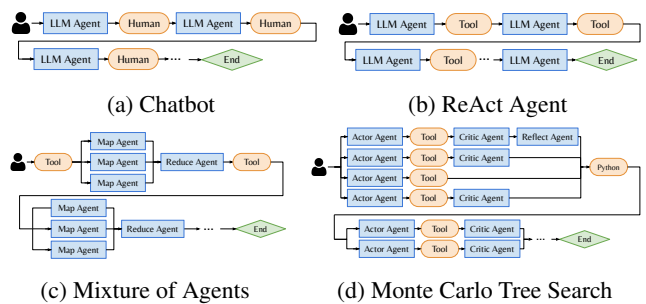 LLM Agent Human LLM Agent Human
LLM Agent Human ... End
(a) Chatbot
LLM Agent Tool LLM Agent Tool
LLM Agent Tool ... LLM Agent End
(b) ReAct Agent
Map Agent
Tool Map Agent Reduce Agent Tool
Map Agent
Map Agent
Map Agent Reduce Agent ... End
Map Agent
(c) Mixture of Agents
Actor Agent Tool Critic Agent Reflect Agent
Actor Agent Tool Critic Agent
Python
Actor Agent Tool
Actor Agent Tool Critic Agent
Actor Agent Tool Critic Agent
... End
Actor Agent Tool Critic Agent
(d) Monte Carlo Tree Search